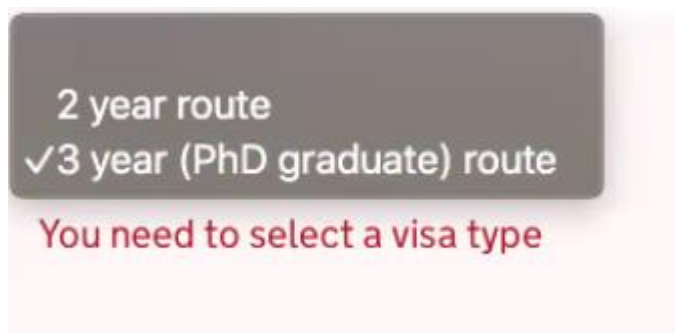 2 year route
✓3 year (PhD graduate) route
You need to select a visa type